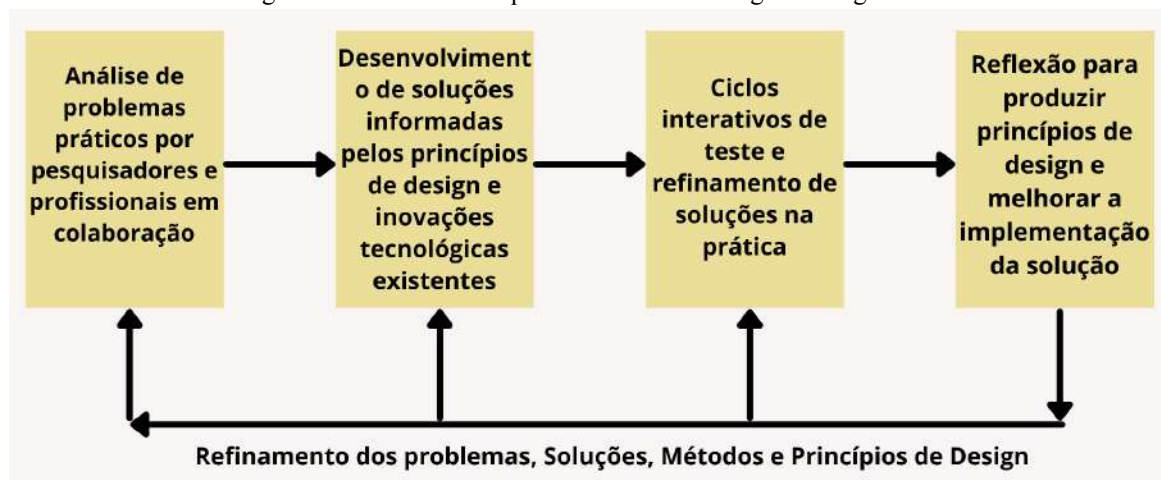 Análise de
problemas
práticos por
pesquisadores e
profissionais em
colaboração
Desenvolviment
o de soluções
informadas
pelos princípios
de design e
inovações
tecnológicas
existentes
Ciclos
interativos de
teste e
refinamento de
soluções na
prática
Reflexão para
produzir
princípios de
design e
melhorar a
implementação
da solução
Refinamento dos problemas, Soluções, Métodos e Princípios de Design